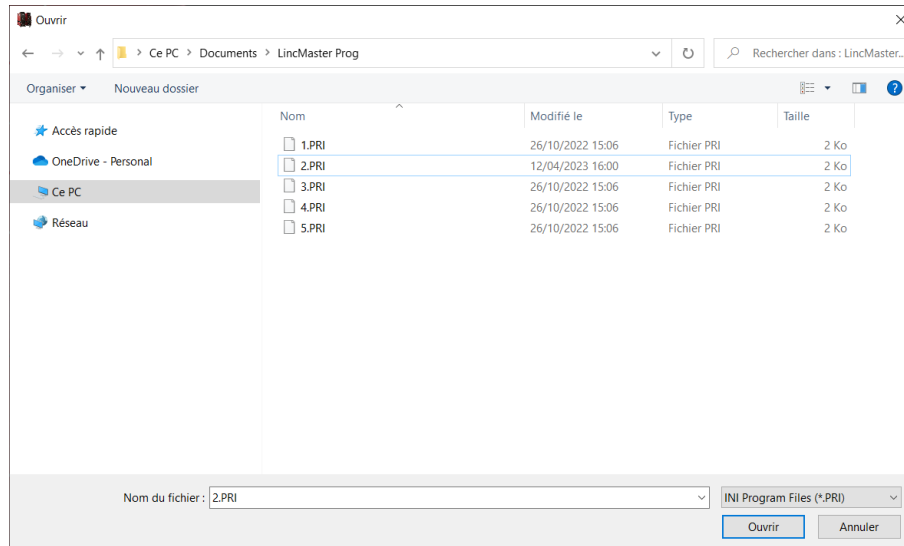 Ouvrir
Ce PC > Documents > LincMaster Prog
Rechercher dans : LincMaster...
Organiser
Nouveau dossier
?
Accès rapide
OneDrive - Personal
Ce PC
Réseau
Nom Modifié le Type Taille
1.PRI 26/10/2022 15:06 Fichier PRI 2 Ko
2.PRI 12/04/2023 16:00 Fichier PRI 2 Ko
3.PRI 26/10/2022 15:06 Fichier PRI 2 Ko
4.PRI 26/10/2022 15:06 Fichier PRI 2 Ko
5.PRI 26/10/2022 15:06 Fichier PRI 2 Ko
Nom du fichier : 2.PRI INI Program Files (*.PRI)
Ouvrir Annuler